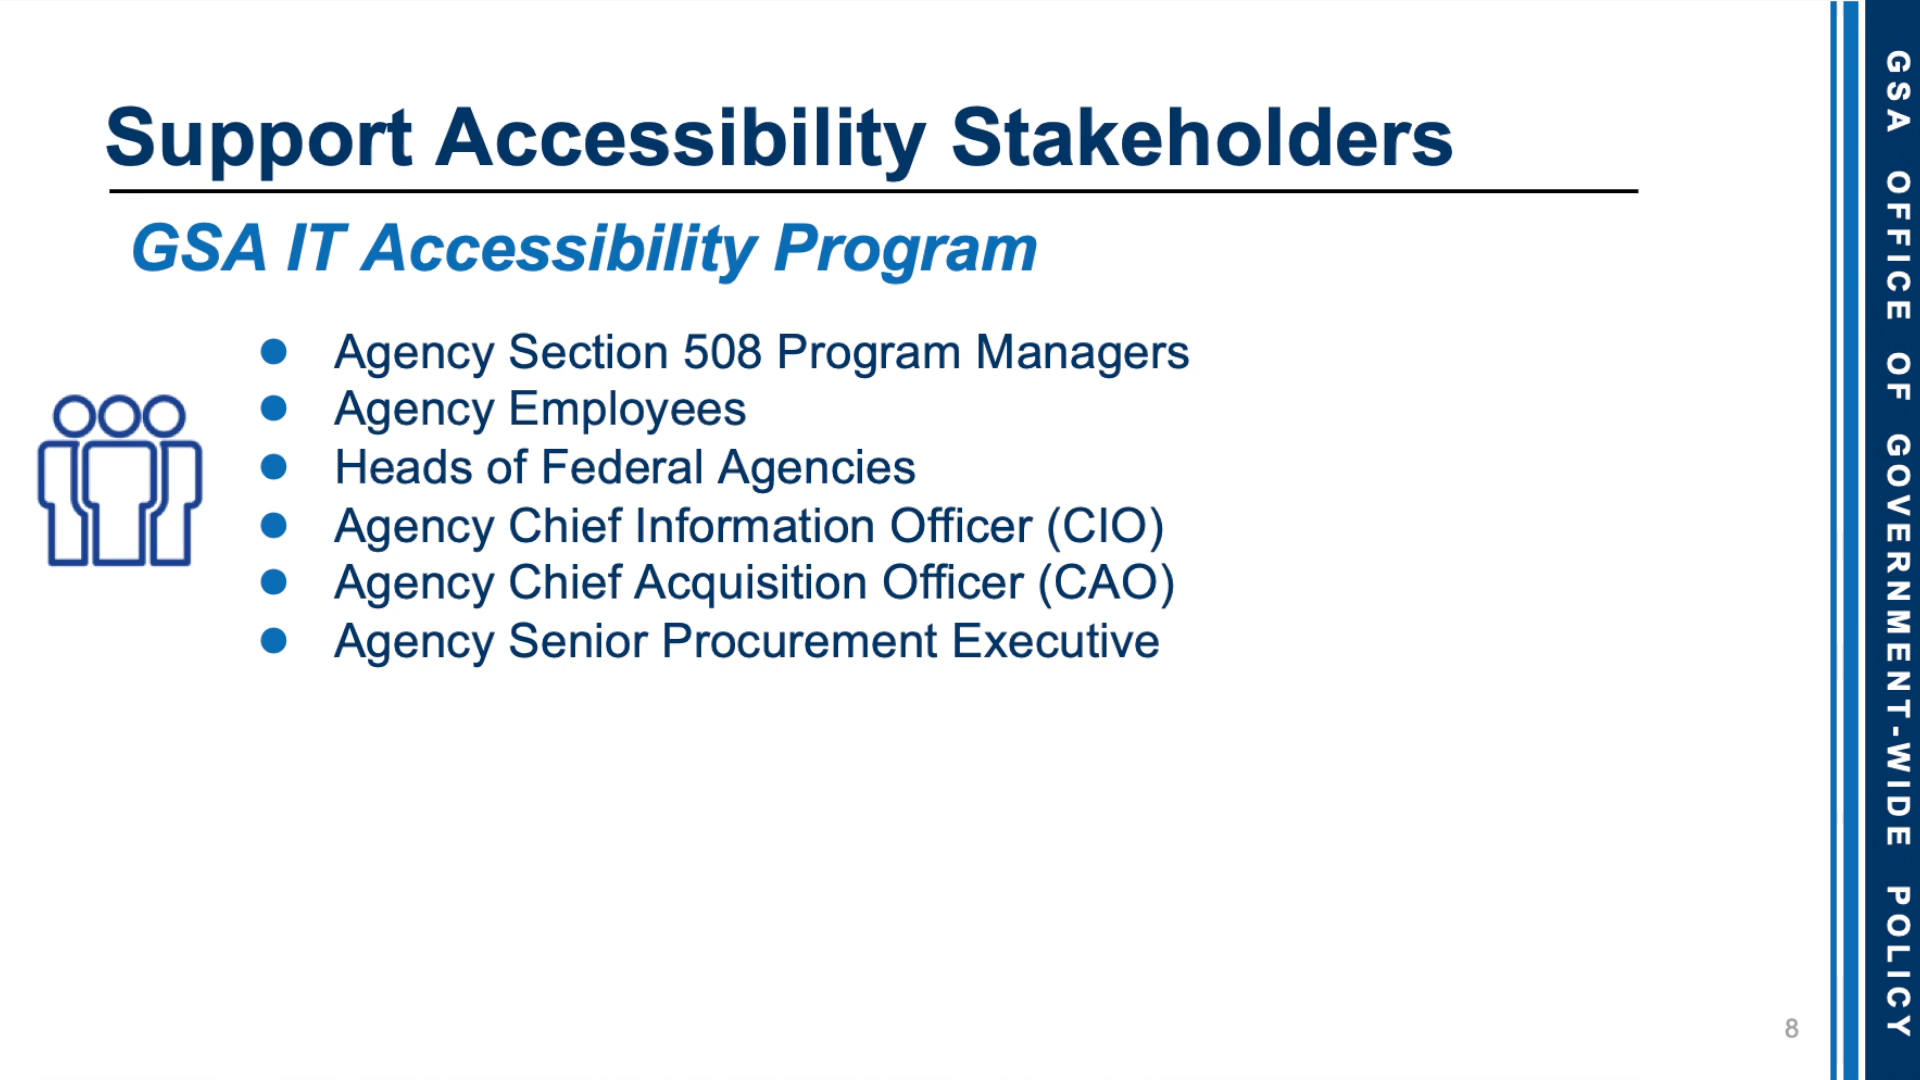 Support Accessibility Stakeholders
GSA IT Accessibility Program
● Agency Section 508 Program Managers
● Agency Employees
● Heads of Federal Agencies
● Agency Chief Information Officer (CIO)
● Agency Chief Acquisition Officer (CAO)
● Agency Senior Procurement Executive
8
GSA OFFICE OF GOVERNMENT-WIDE POLICY